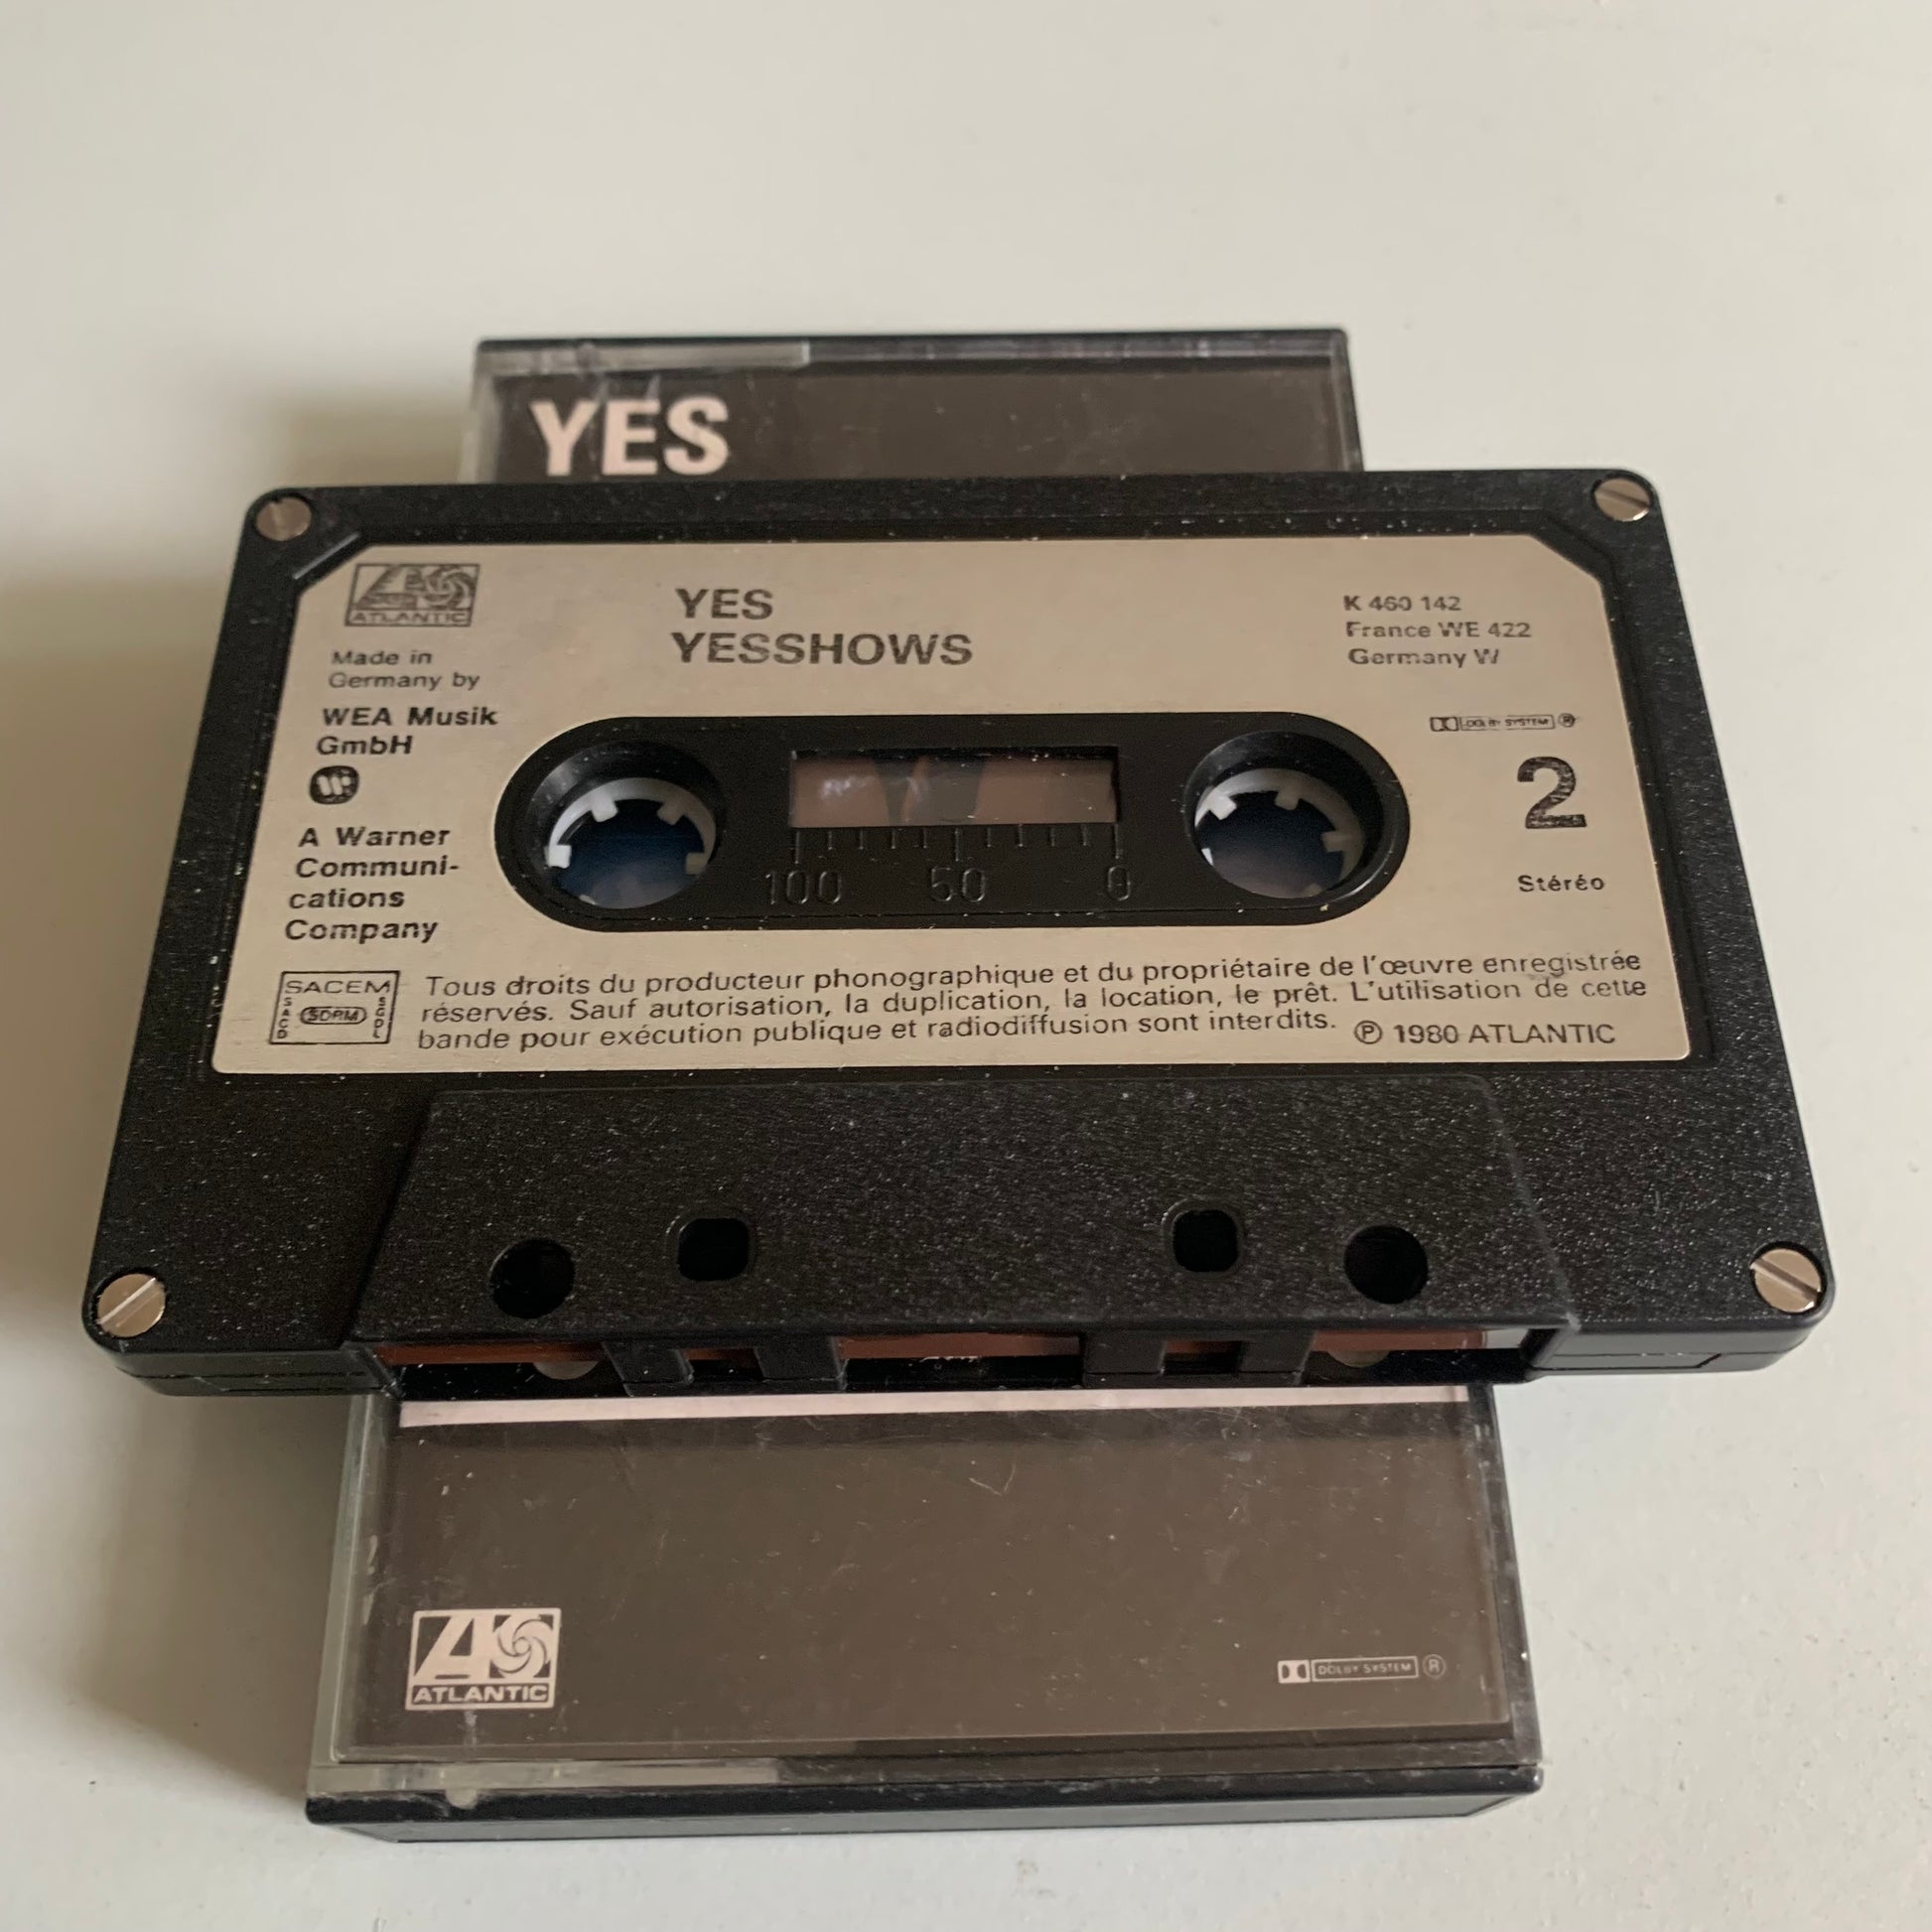 YES
ATLANTIC
YES
YESSHOWS
K 460 142
France WE 422
Germany W
Made in
Germany by
WEA Musik
GmbH
A Warner
Communi-
cations
Company
DOLBY SYSTEM ®
2
Stéréo
100 50 0
SACEM
SACD
SDRM
SGDL
Tous droits du producteur phonographique et du propriétaire de l'œuvre enregistrée
réservés. Sauf autorisation, la duplication, la location, le prêt. L'utilisation de cette
bande pour exécution publique et radiodiffusion sont interdits. ℗ 1980 ATLANTIC
ATLANTIC
DOLBY SYSTEM ®